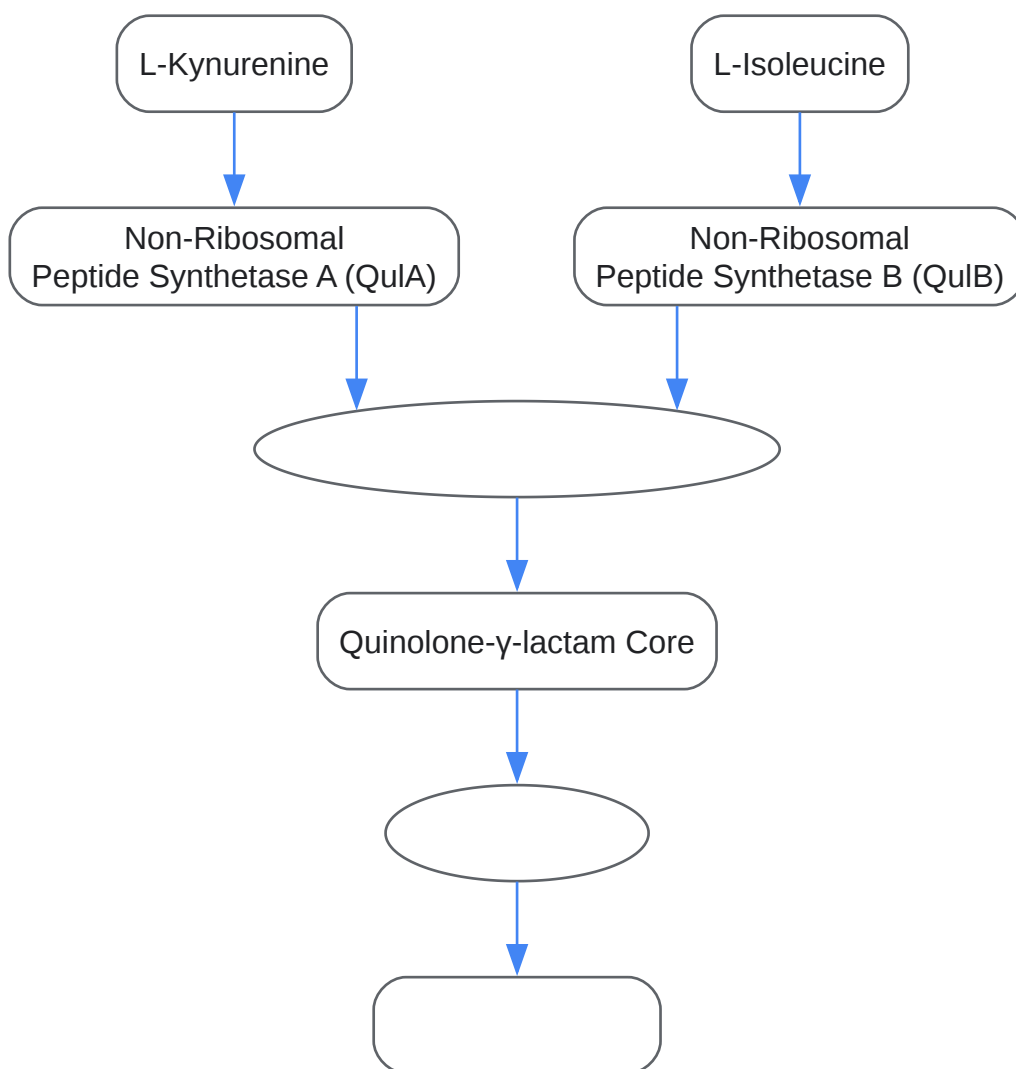 L-Kynurenine
L-Isoleucine
Non-Ribosomal
Peptide Synthetase A (QulA)
Non-Ribosomal
Peptide Synthetase B (QulB)
Quinolone-γ-lactam Core